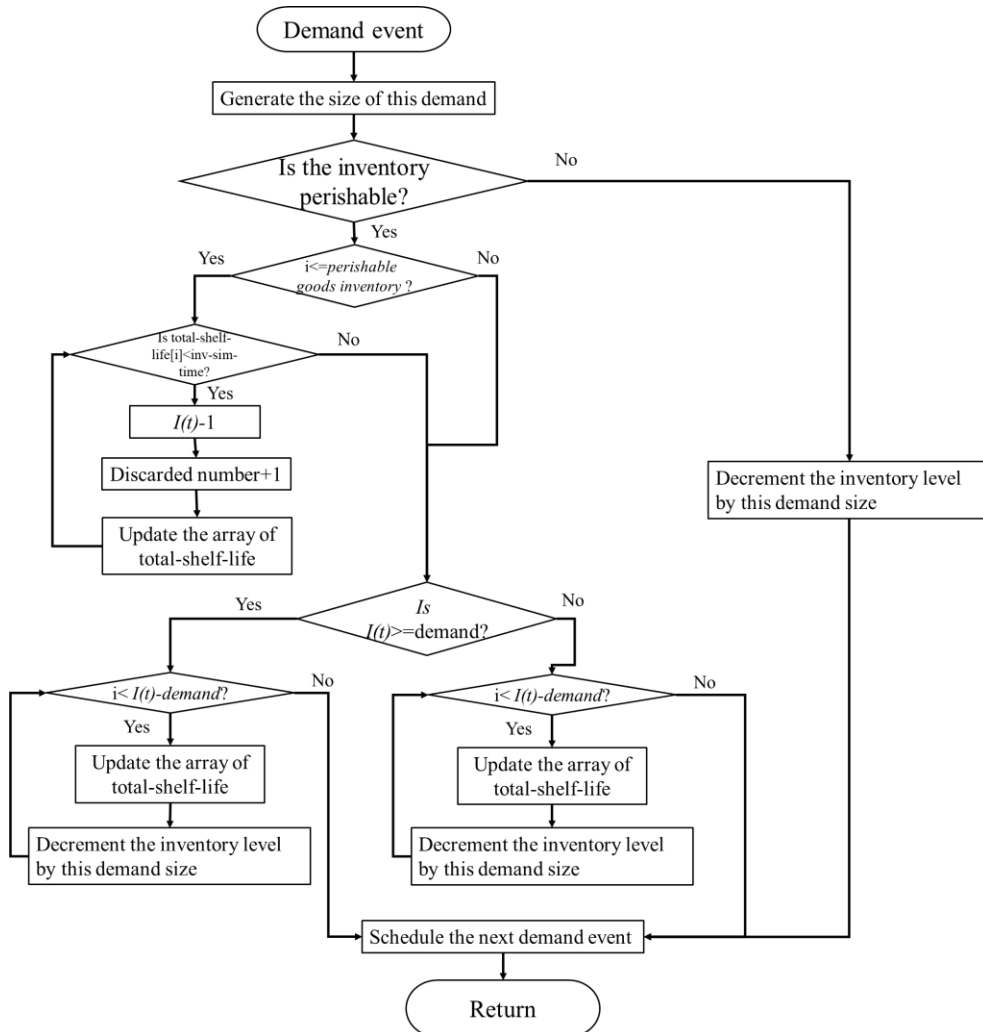 Demand event
Generate the size of this demand
Is the inventory
perishable?
No
Yes
Yes
i<=perishable
goods inventory ?
No
Is total-shelf-
life[i]<inv-sim-
time?
No
Yes
I(t)-1
Discarded number+1
Update the array of
total-shelf-life
Decrement the inventory level
by this demand size
Yes
Is
I(t)>=demand?
No
i< I(t)-demand?
No
Yes
Update the array of
total-shelf-life
Decrement the inventory level
by this demand size
i< I(t)-demand?
No
Yes
Update the array of
total-shelf-life
Decrement the inventory level
by this demand size
Schedule the next demand event
Return